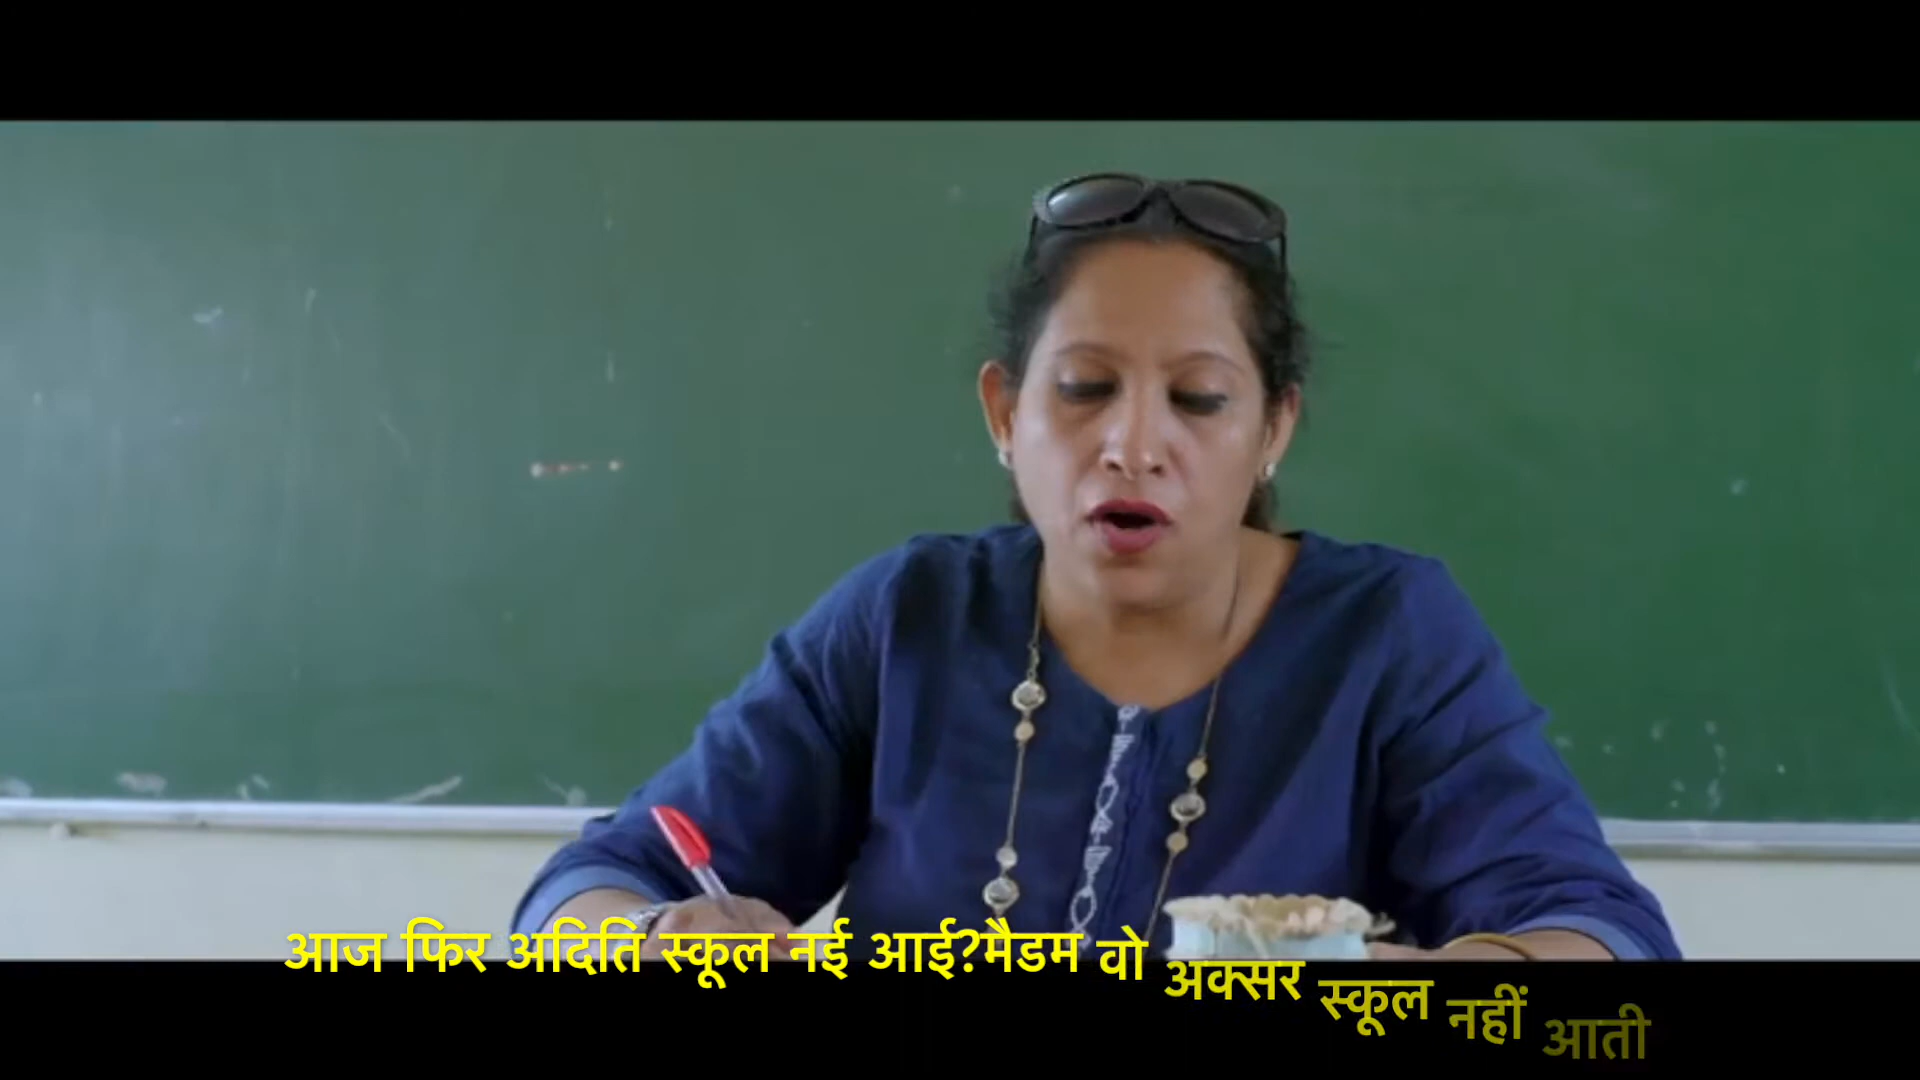 आज फिर अदिति स्कूल नई आई?मैडम वो अक्सर स्कूल नहीं आती